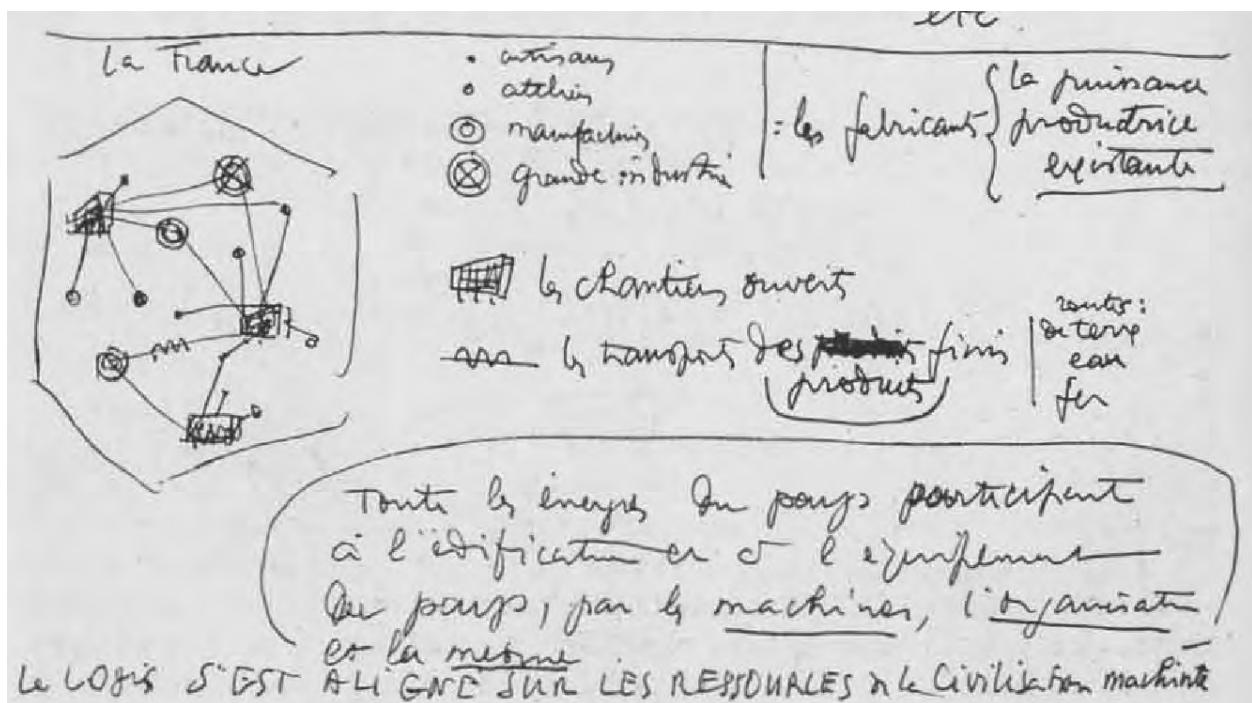 etc
La France
• artisans
• ateliers
manufactures
grande industrie
= les fabricants
la puissance
productrice
existante
les chantiers ouverts
les transports des finis
produits
routes :
de terre
eau
fer
Toute les énergies du pays participent
à l'édification et à l'équipement
du pays, par les machines, l'organisation
et la mesure
Le LOGIS S'EST ALIGNÉ SUR LES RESSOURCES de la Civilisation machiniste